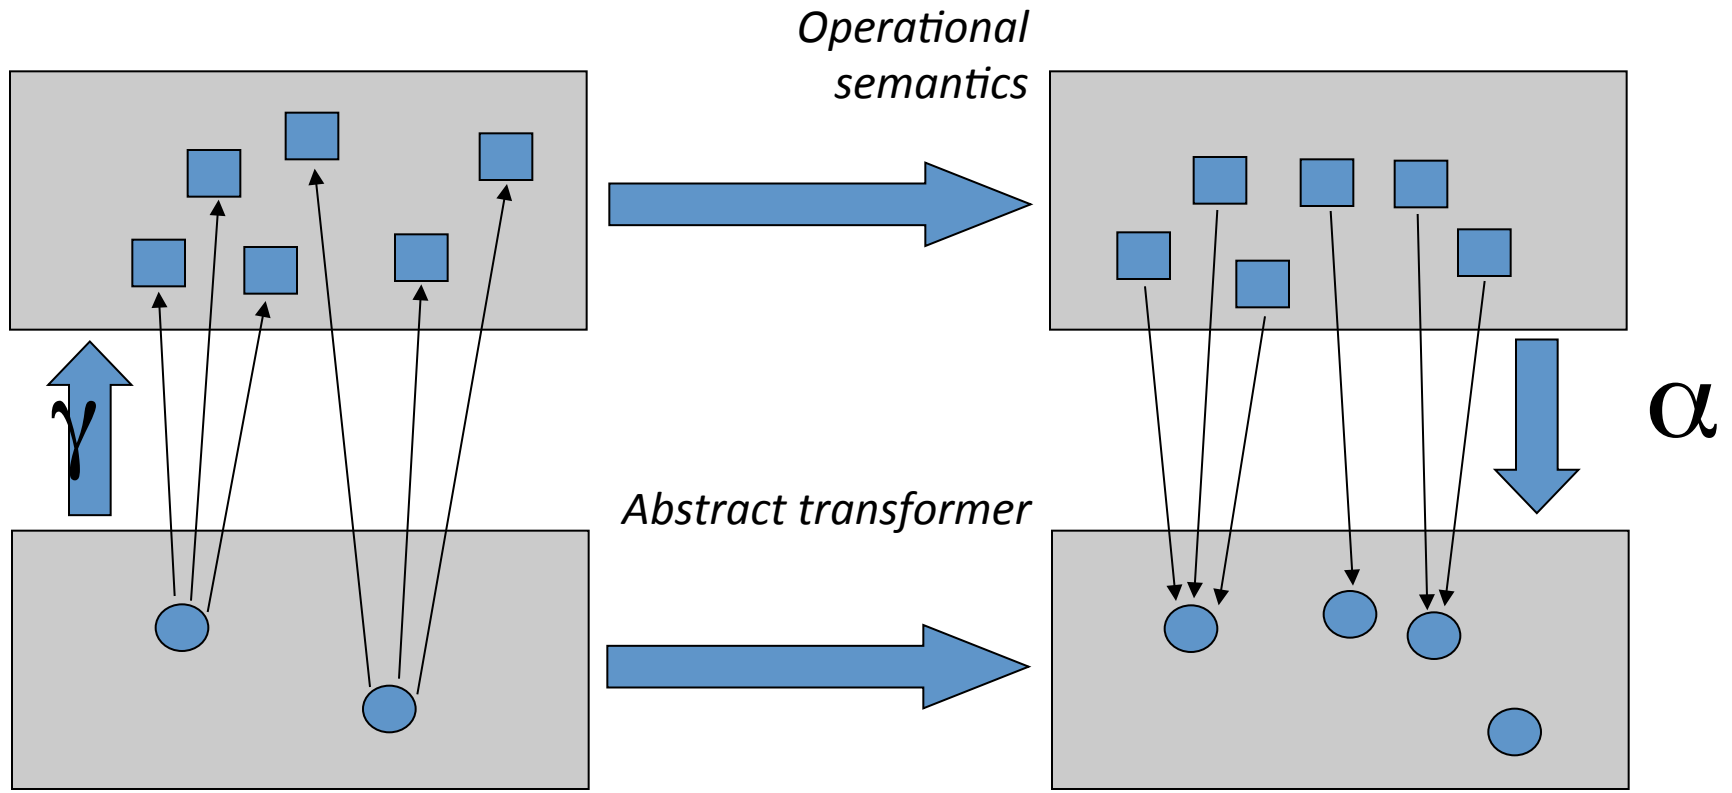 Operational
semantics
γ
α
Abstract transformer